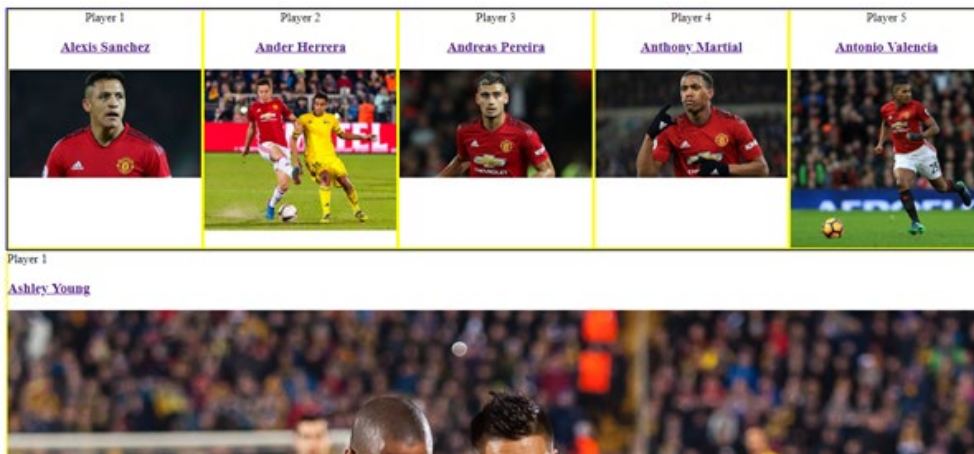 Player 1
Alexis Sanchez
Player 2
Ander Herrera
Player 3
Andreas Pereira
Player 4
Anthony Martial
Player 5
Antonio Valencia
CHEVROLET
Player 1
Ashley Young